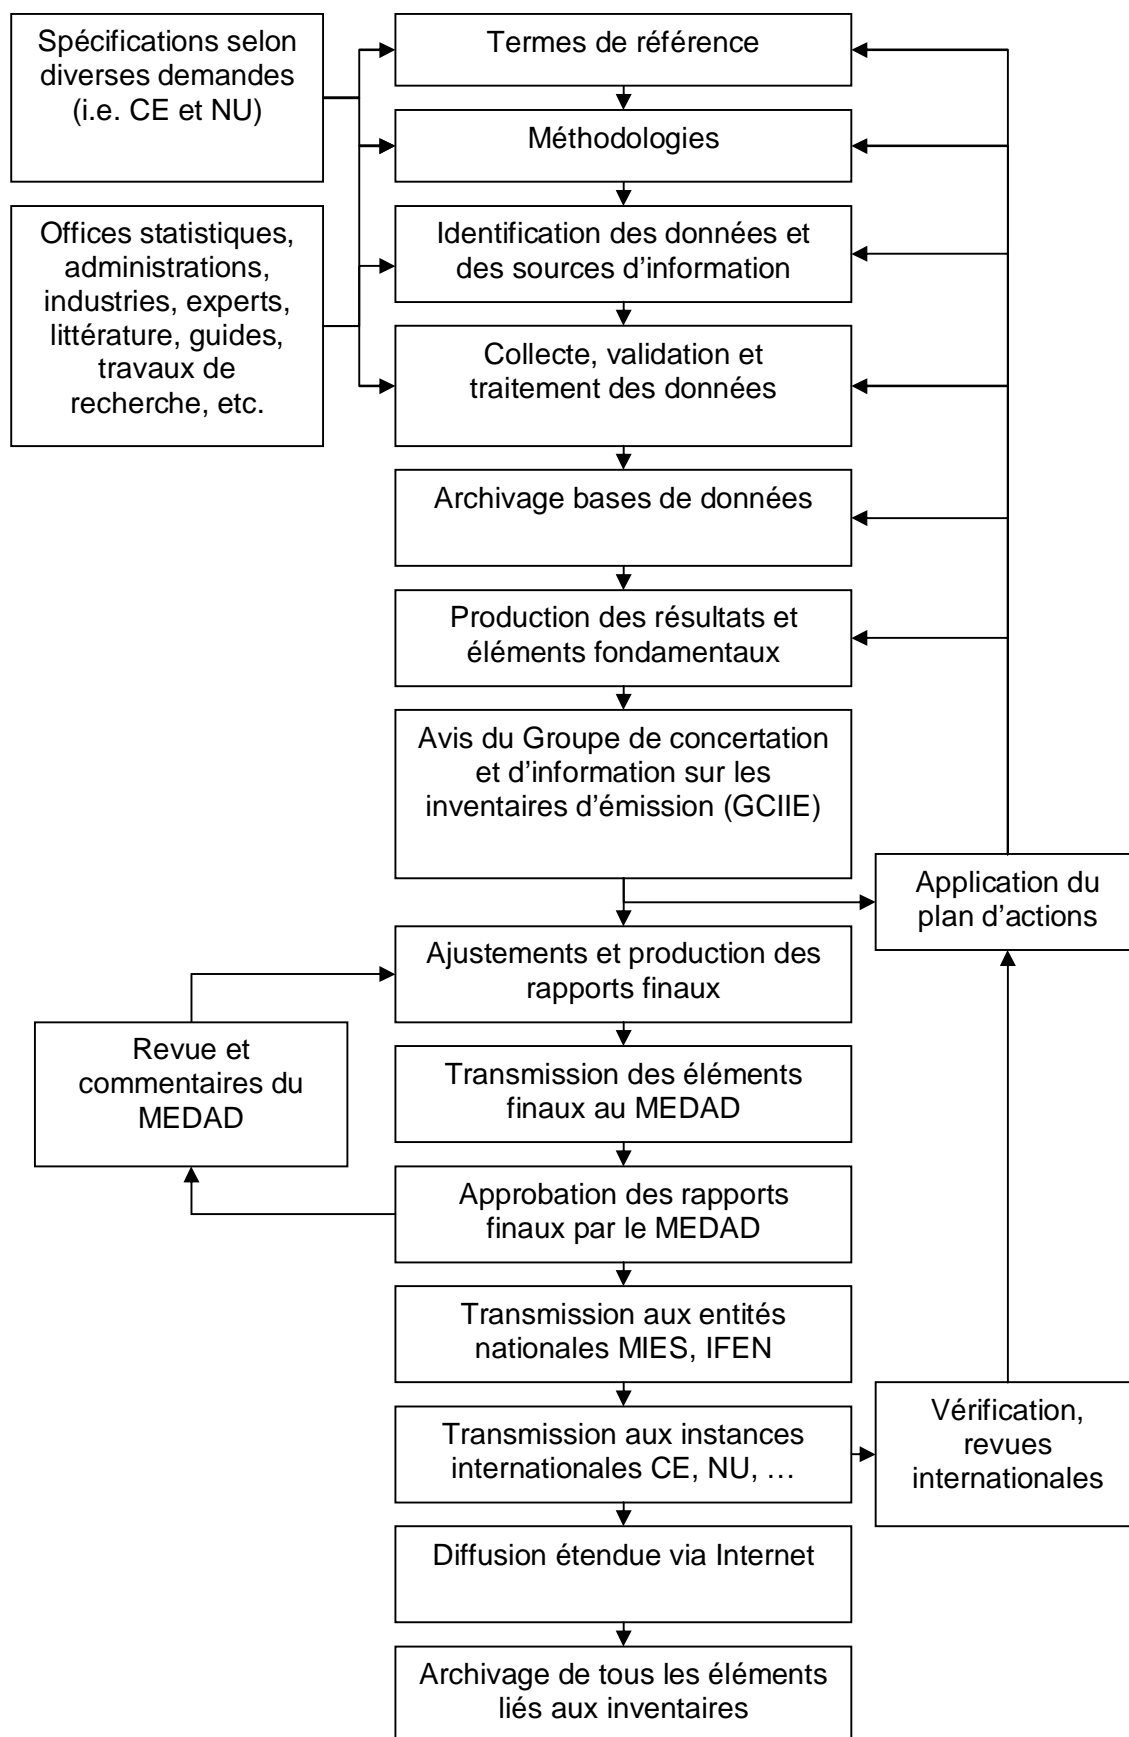 Spécifications selon
diverses demandes
(i.e. CE et NU)
Termes de référence
Méthodologies
Offices statistiques,
administrations,
industries, experts,
littérature, guides,
travaux de
recherche, etc.
Identification des données et
des sources d’information
Collecte, validation et
traitement des données
Archivage bases de données
Production des résultats et
éléments fondamentaux
Avis du Groupe de concertation
et d’information sur les
inventaires d’émission (GCIIE)
Application du
plan d’actions
Ajustements et production des
rapports finaux
Revue et
commentaires du
MEDAD
Transmission des éléments
finaux au MEDAD
Approbation des rapports
finaux par le MEDAD
Transmission aux entités
nationales MIES, IFEN
Transmission aux instances
internationales CE, NU, …
Vérification,
revues
internationales
Diffusion étendue via Internet
Archivage de tous les éléments
liés aux inventaires